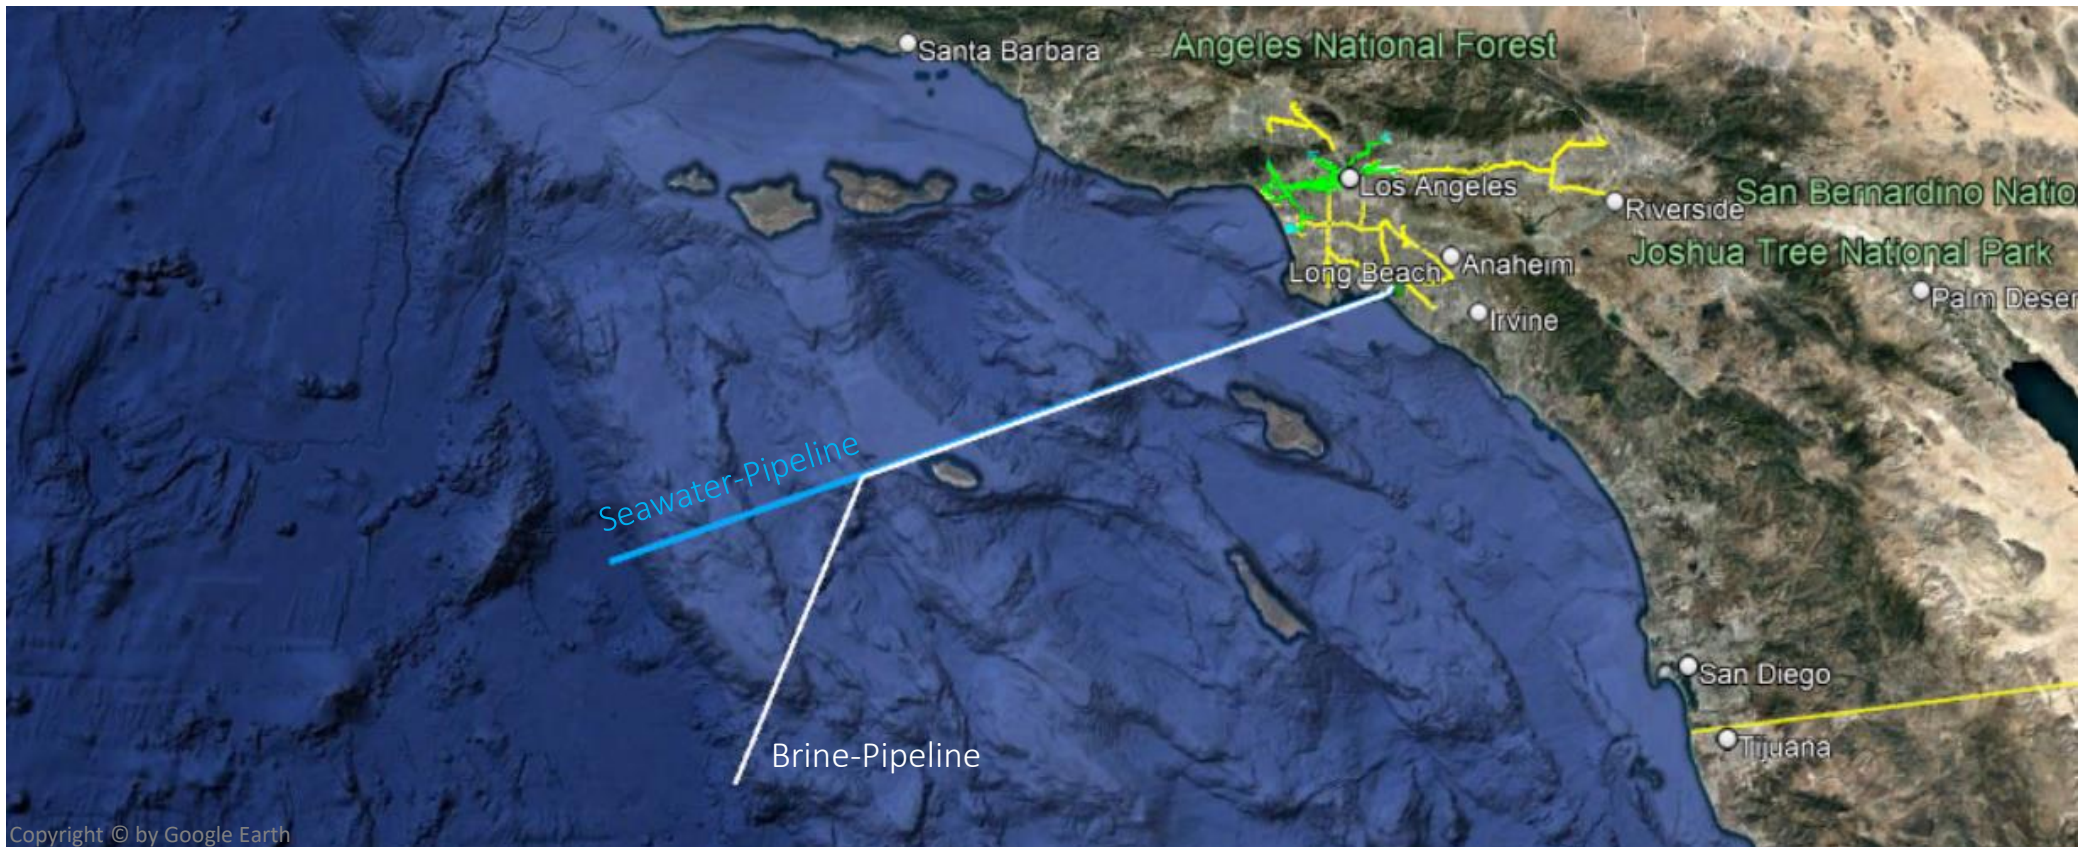 Santa Barbara
Angeles National Forest
Los Angeles
Riverside
San Bernardino Natio
Joshua Tree National Park
Long Beach
Anaheim
Palm Deser
Irvine
Seawater-Pipeline
San Diego
Tijuana
Brine-Pipeline
Copyright © by Google Earth